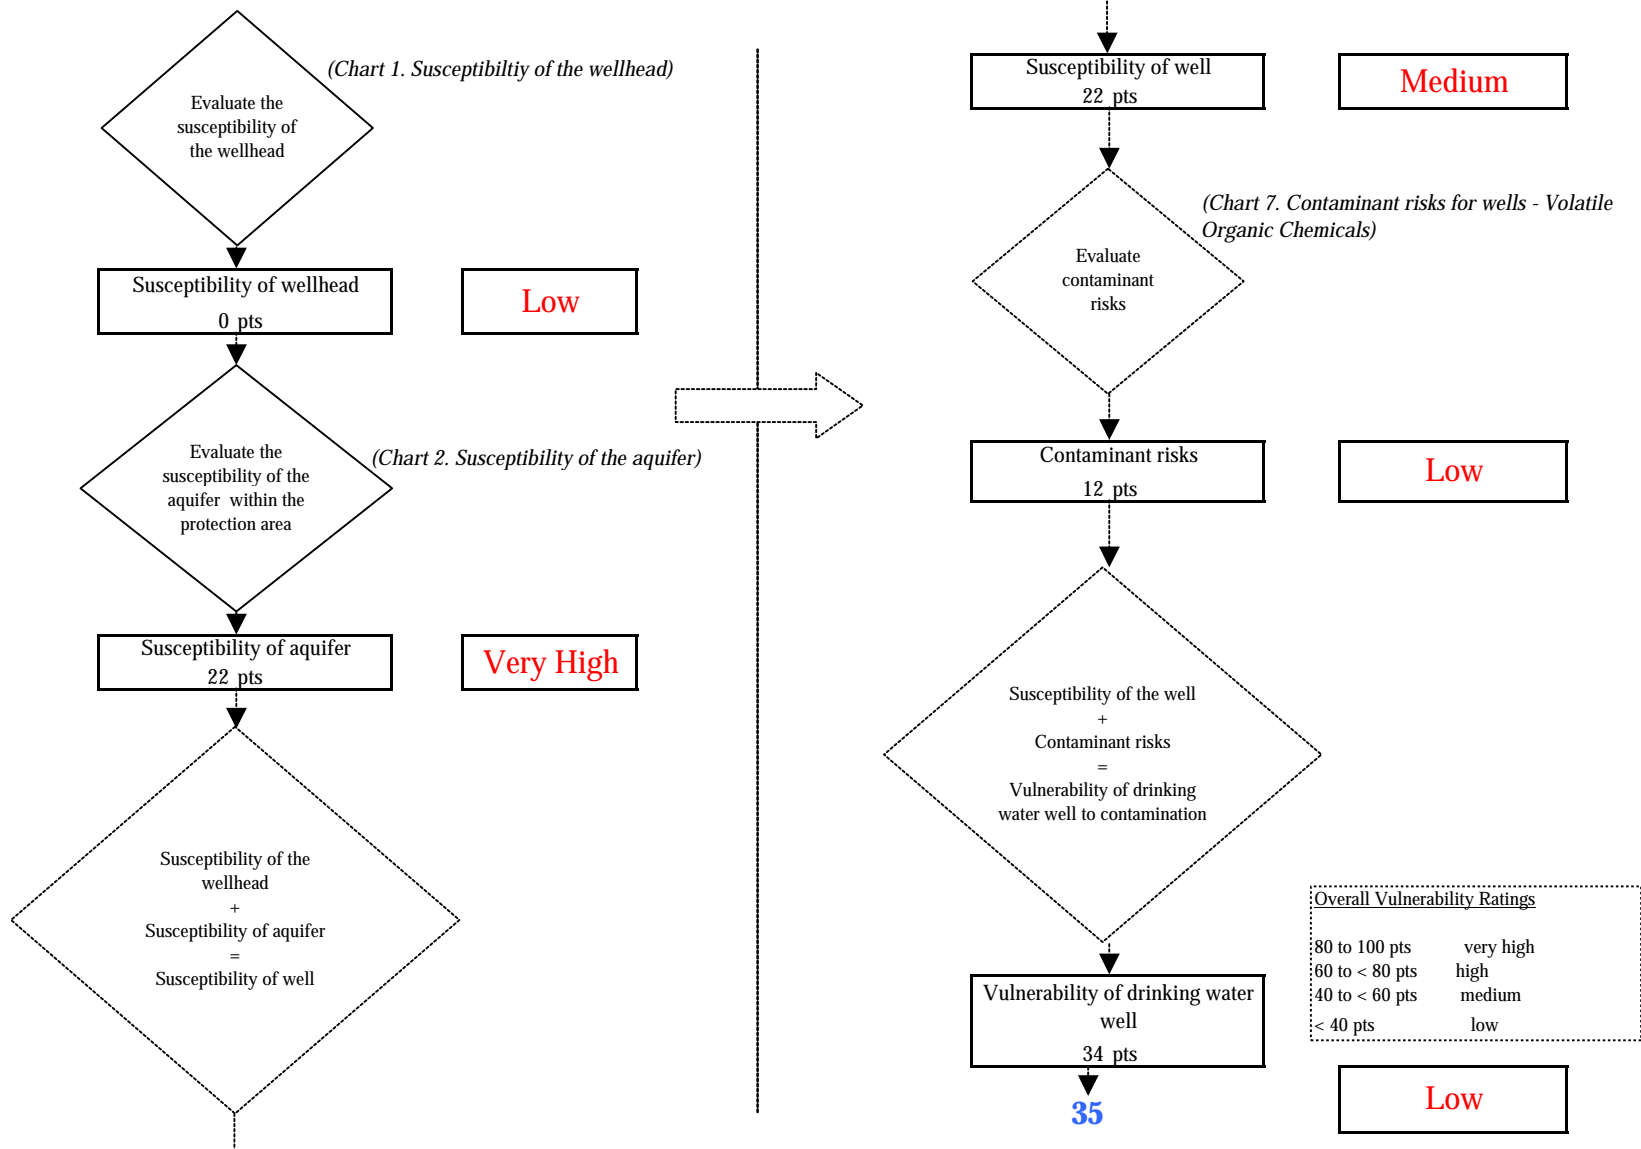 (Chart 1. Susceptibiltiy of the wellhead)
Evaluate the
susceptibility of
the wellhead
Susceptibility of wellhead
0 pts
Low
Evaluate the
susceptibility of the
aquifer within the
protection area
(Chart 2. Susceptibility of the aquifer)
Susceptibility of aquifer
22 pts
Very High
Susceptibility of the
wellhead
+
Susceptibility of aquifer
=
Susceptibility of well
Susceptibility of well
22 pts
Medium
(Chart 7. Contaminant risks for wells - Volatile
Organic Chemicals)
Evaluate
contaminant
risks
Contaminant risks
12 pts
Low
Susceptibility of the well
+
Contaminant risks
=
Vulnerability of drinking
water well to contamination
Vulnerability of drinking water
well
34 pts
35
Overall Vulnerability Ratings
80 to 100 pts very high
60 to < 80 pts high
40 to < 60 pts medium
< 40 pts low
Low